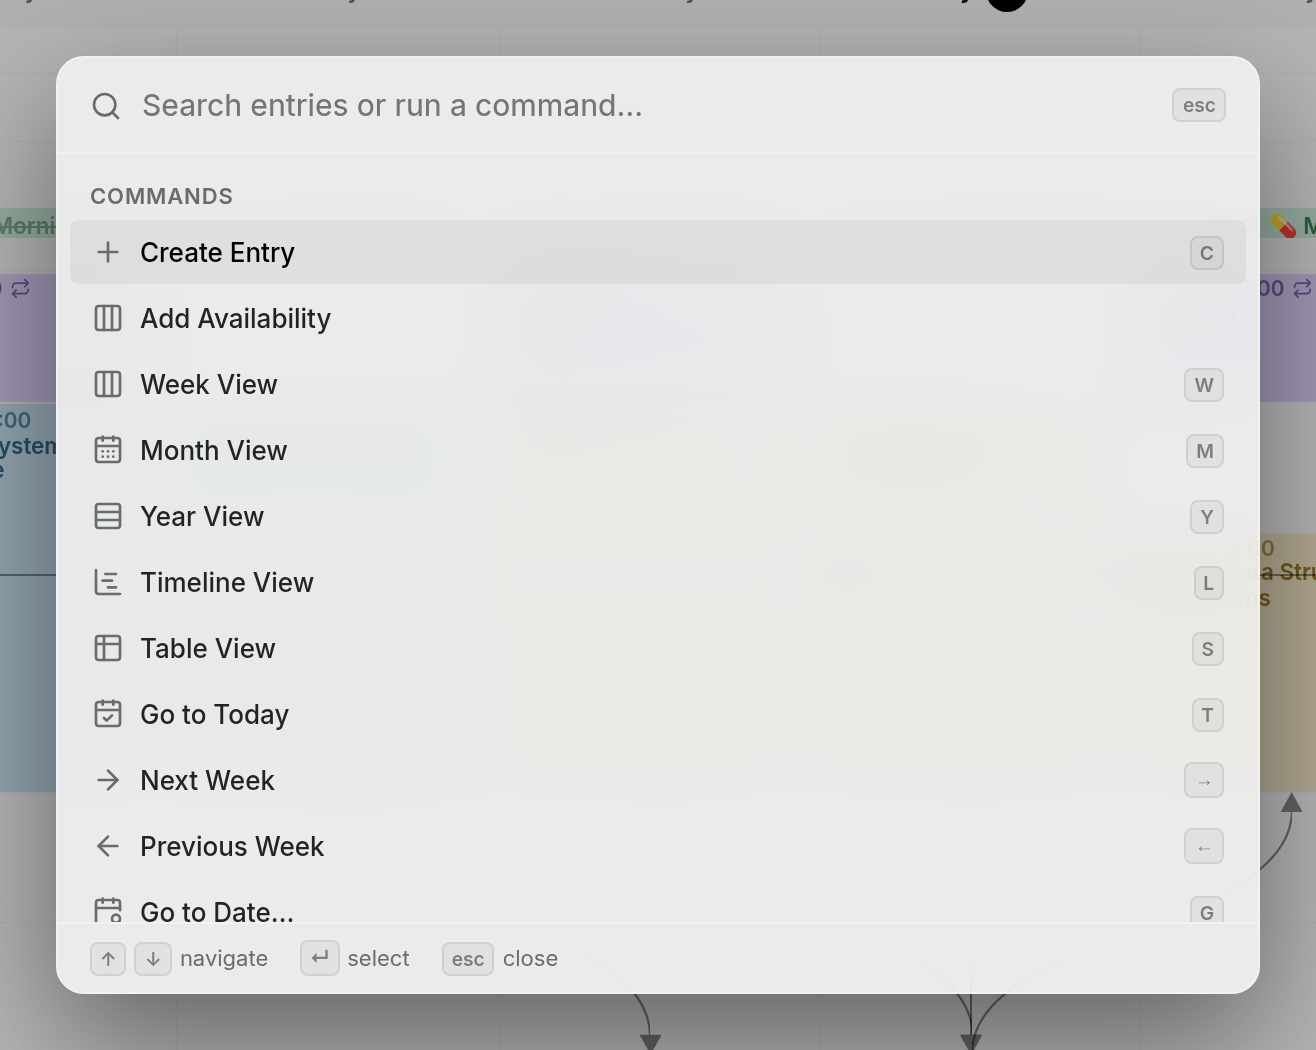 Search entries or run a command...
esc
COMMANDS
Create Entry C
Add Availability
Week View W
Month View M
Year View Y
Timeline View L
Table View S
Go to Today T
Next Week →
Previous Week ←
Go to Date... G
↑ ↓ navigate ↵ select esc close
:00